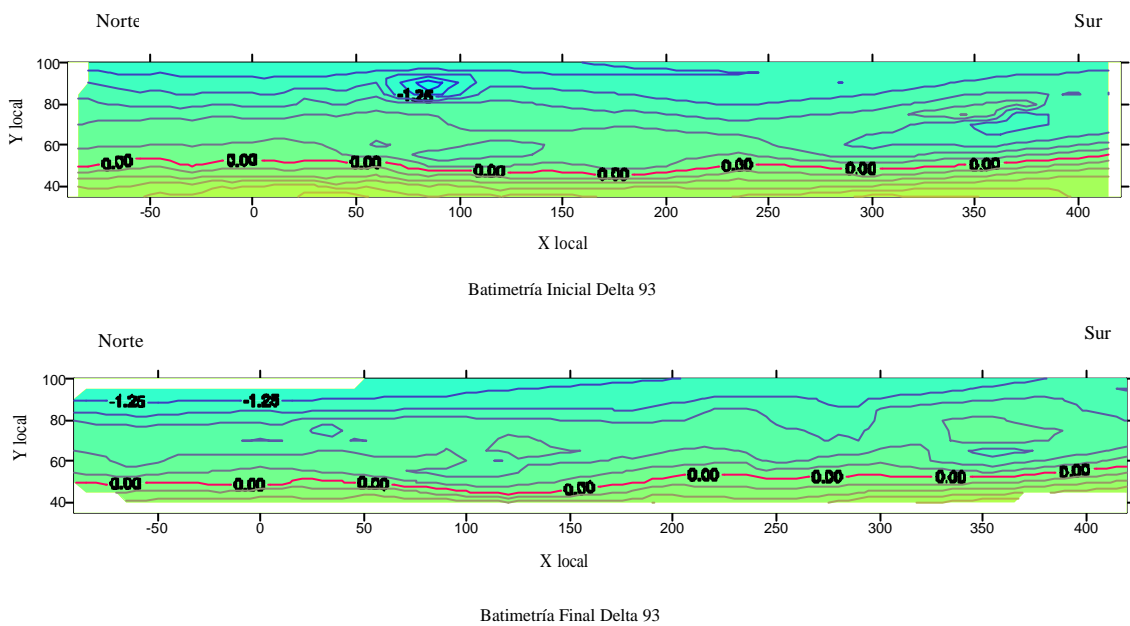 Norte Sur
100
80
60
40
Y local
-1.25
0.00 0.00 0.00 0.00 0.00 0.00 0.00 0.00
-50 0 50 100 150 200 250 300 350 400
X local
Batimetría Inicial Delta 93
Norte Sur
100
80
60
40
Y local
-1.25 -1.25
0.00 0.00 0.00 0.00 0.00 0.00 0.00 0.00
-50 0 50 100 150 200 250 300 350 400
X local
Batimetría Final Delta 93